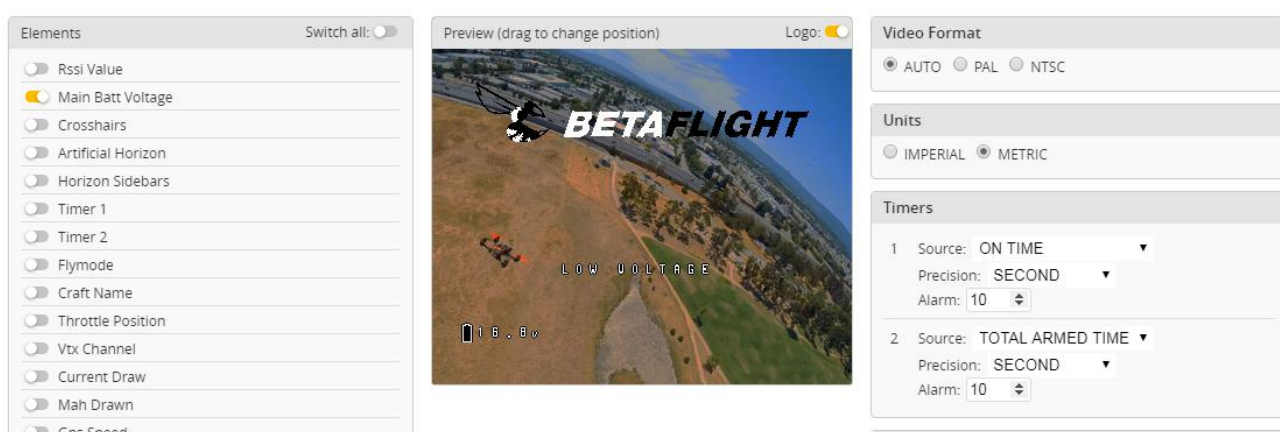 Elements
Switch all:
Rssi Value
Main Batt Voltage
Crosshairs
Artificial Horizon
Horizon Sidebars
Timer 1
Timer 2
Flymode
Craft Name
Throttle Position
Vtx Channel
Current Draw
Mah Drawn
Gps Speed
Preview (drag to change position)
Logo:
BETAFLIGHT
LOW VOLTAGE
16.8v
Video Format
AUTO PAL NTSC
Units
IMPERIAL METRIC
Timers
1 Source: ON TIME
Precision: SECOND
Alarm: 10
2 Source: TOTAL ARMED TIME
Precision: SECOND
Alarm: 10